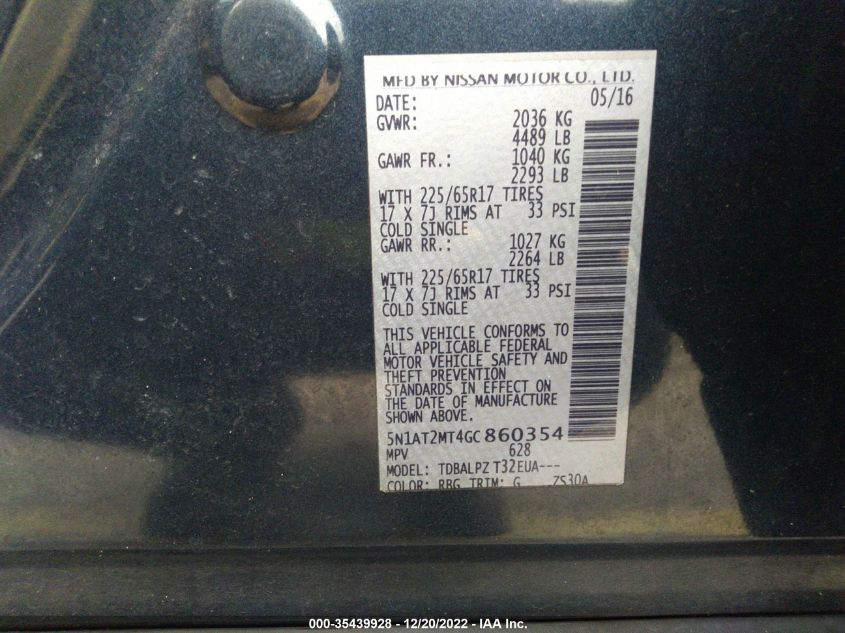 MFD BY NISSAN MOTOR CO., LTD.
DATE: 05/16
GVWR: 2036 KG
4489 LB
GAWR FR.: 1040 KG
2293 LB
WITH 225/65R17 TIRES
17 X 7J RIMS AT 33 PSI
COLD SINGLE
GAWR RR.: 1027 KG
2264 LB
WITH 225/65R17 TIRES
17 X 7J RIMS AT 33 PSI
COLD SINGLE
THIS VEHICLE CONFORMS TO
ALL APPLICABLE FEDERAL
MOTOR VEHICLE SAFETY AND
THEFT PREVENTION
STANDARDS IN EFFECT ON
THE DATE OF MANUFACTURE
SHOWN ABOVE.
5N1AT2MT4GC860354
MPV 628
MODEL: TDBALPZ T32EUA---
COLOR: RBG TRIM: G ZS30A
000-35439928 - 12/20/2022 - IAA Inc.